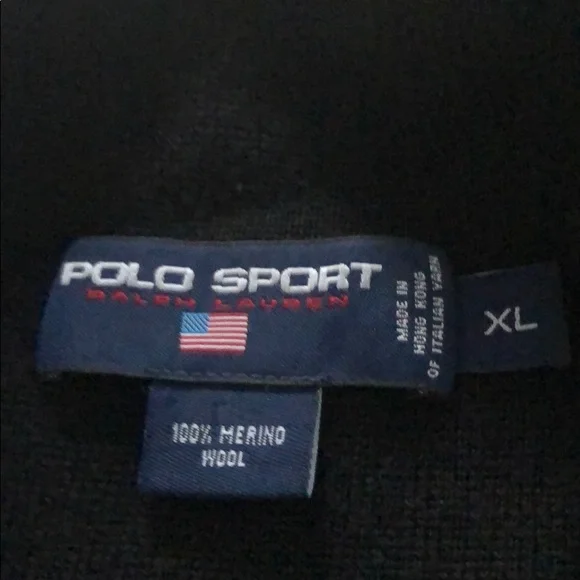 POLO SPORT
RALPH LAUREN
MADE IN
HONG KONG
OF ITALIAN YARN
XL
100% MERINO
WOOL